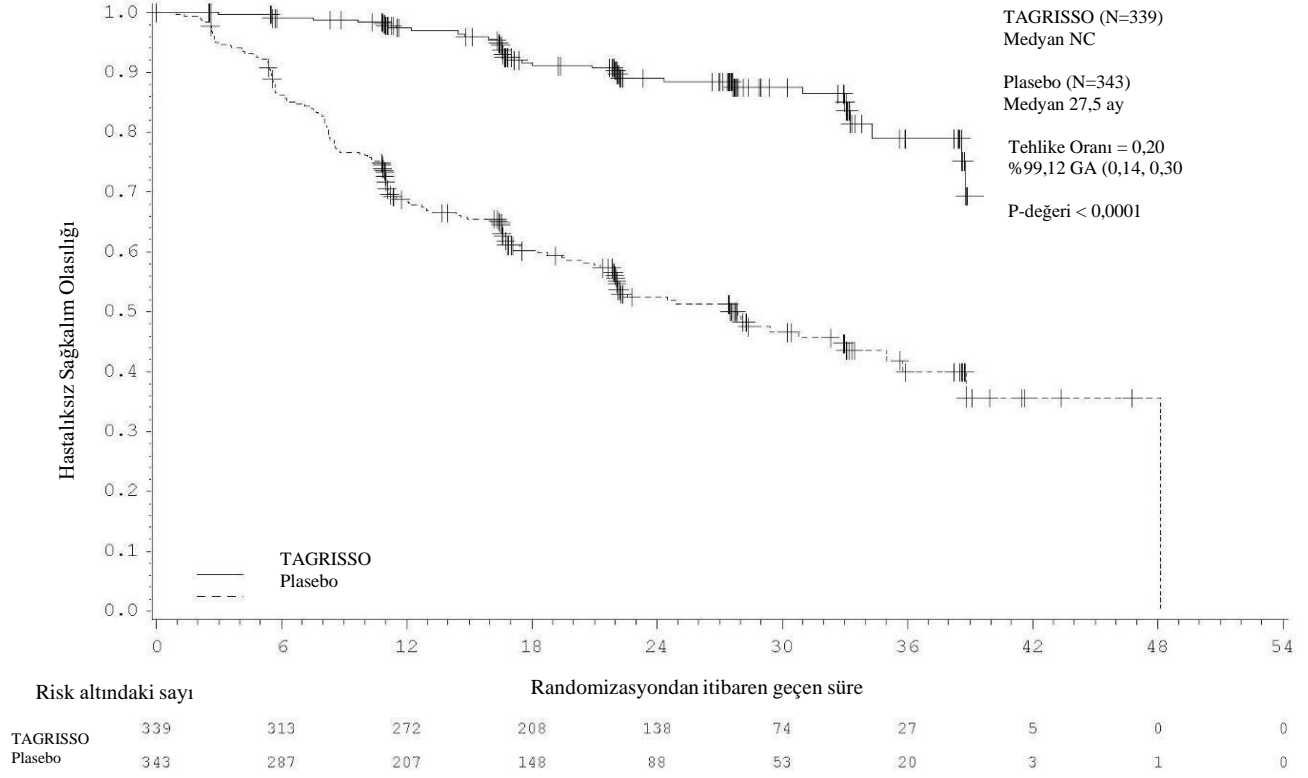 TAGRISSO (N=339)
Medyan NC
Plasebo (N=343)
Medyan 27,5 ay
Tehlike Oranı = 0,20
%99,12 GA (0,14, 0,30
P-değeri < 0,0001
Hastalıksız Sağkalım Olasılığı
1.0
0.9
0.8
0.7
0.6
0.5
0.4
0.3
0.2
0.1
0.0
TAGRISSO
Plasebo
0 6 12 18 24 30 36 42 48 54
Risk altındaki sayı
Randomizasyondan itibaren geçen süre
TAGRISSO 339 313 272 208 138 74 27 5 0 0
Plasebo 343 287 207 148 88 53 20 3 1 0